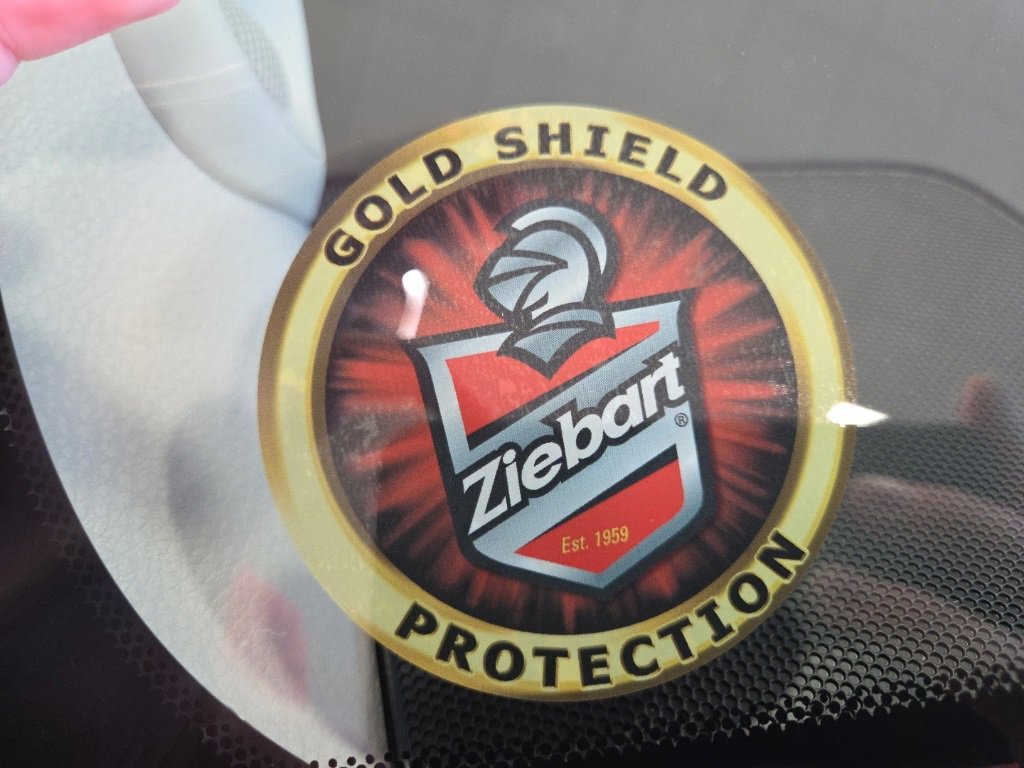 GOLD SHIELD
Ziebart®
Est. 1959
PROTECTION